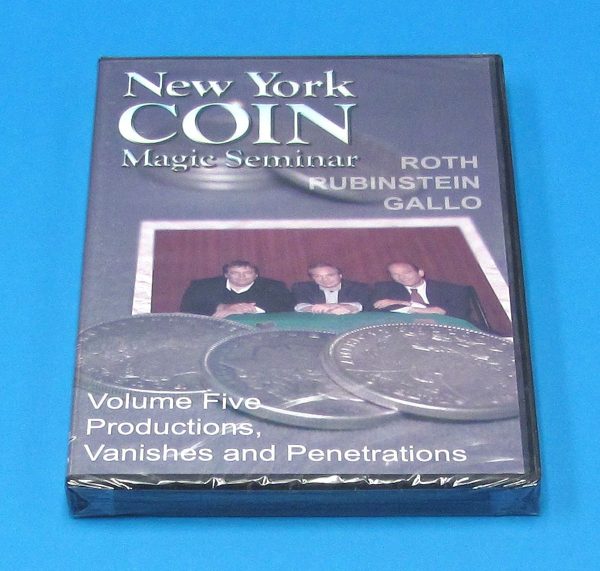 New York
COIN
Magic Seminar
ROTH
RUBINSTEIN
GALLO
Volume Five
Productions,
Vanishes and Penetrations